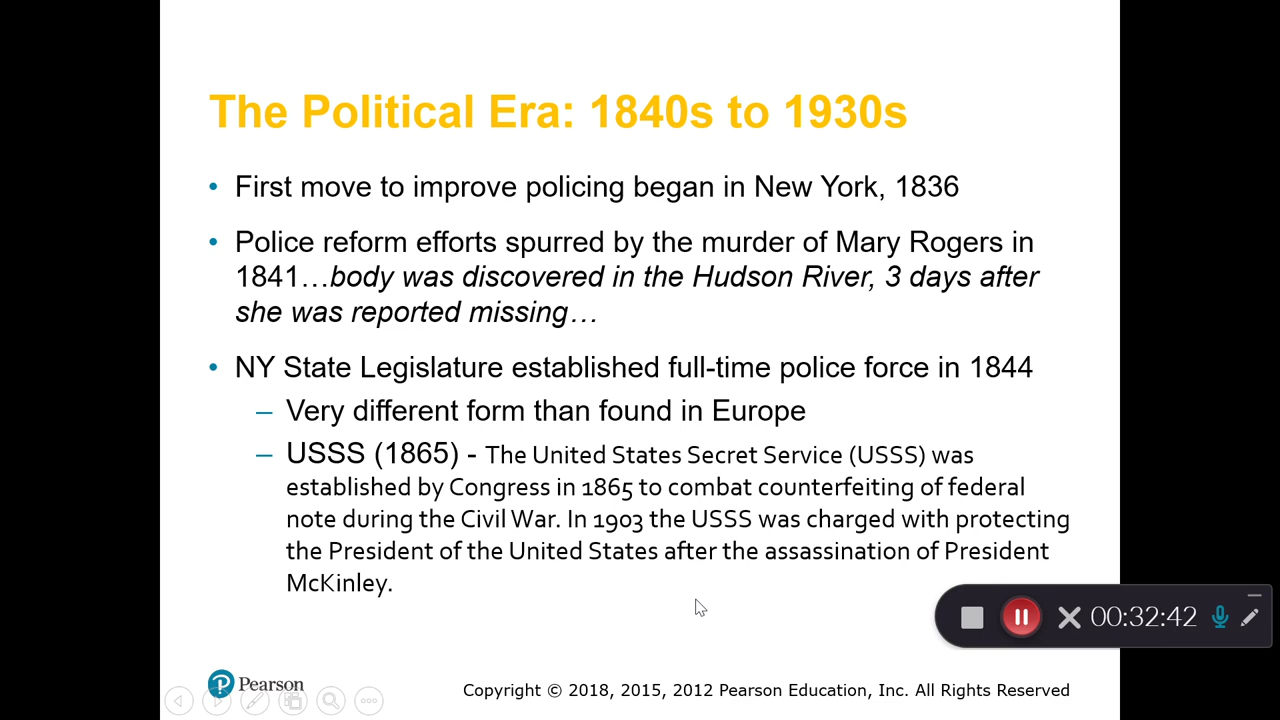 The Political Era: 1840s to 1930s
• First move to improve policing began in New York, 1836
• Police reform efforts spurred by the murder of Mary Rogers in
1841…body was discovered in the Hudson River, 3 days after
she was reported missing…
• NY State Legislature established full-time police force in 1844
– Very different form than found in Europe
– USSS (1865) - The United States Secret Service (USSS) was
established by Congress in 1865 to combat counterfeiting of federal
note during the Civil War. In 1903 the USSS was charged with protecting
the President of the United States after the assassination of President
McKinley.
00:32:42
P Pearson
Copyright © 2018, 2015, 2012 Pearson Education, Inc. All Rights Reserved